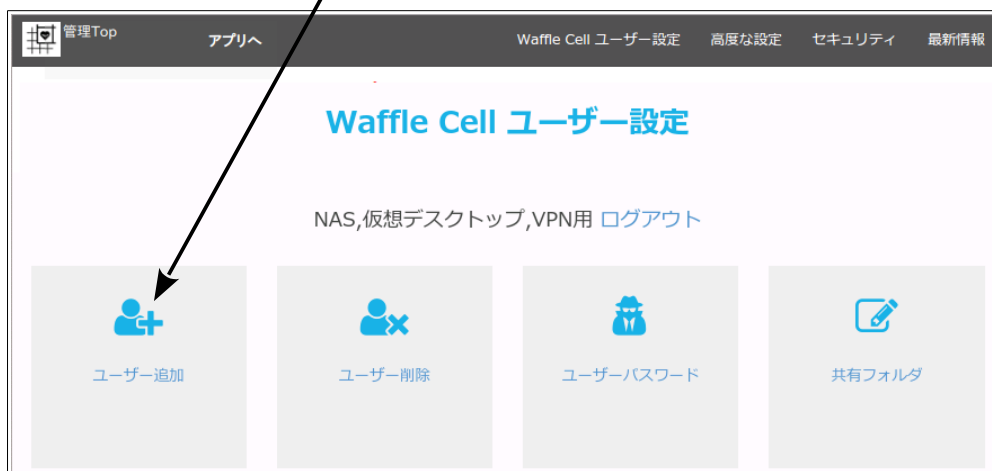 管理Top
アプリへ
Waffle Cell ユーザー設定
高度な設定
セキュリティ
最新情報
Waffle Cell ユーザー設定
NAS,仮想デスクトップ,VPN用 ログアウト
ユーザー追加
ユーザー削除
ユーザーパスワード
共有フォルダ